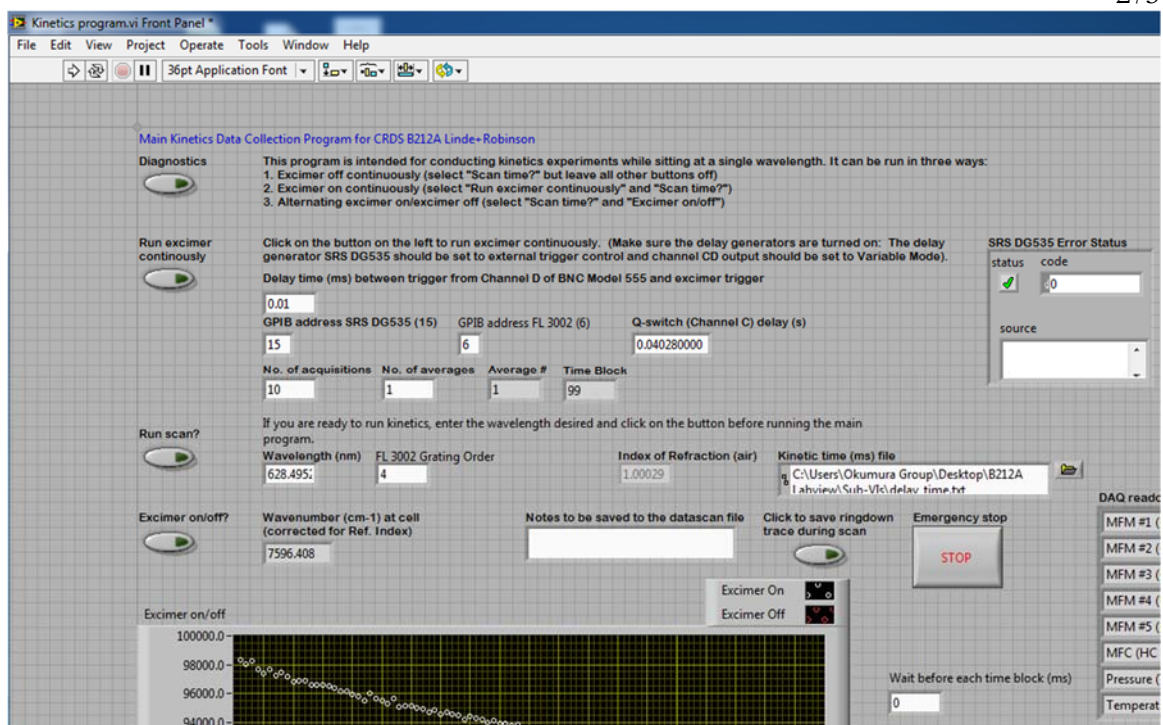 Kinetics program.vi Front Panel *
File Edit View Project Operate Tools Window Help
36pt Application Font
Main Kinetics Data Collection Program for CRDS B212A Linde+Robinson
Diagnostics
This program is intended for conducting kinetics experiments while sitting at a single wavelength. It can be run in three ways:
1. Excimer off continuously (select "Scan time?" but leave all other buttons off)
2. Excimer on continuously (select "Run excimer continuously" and "Scan time?")
3. Alternating excimer on/excimer off (select "Scan time?" and "Excimer on/off")
Run excimer
continously
Click on the button on the left to run excimer continuously. (Make sure the delay generators are turned on: The delay
generator SRS DG535 should be set to external trigger control and channel CD output should be set to Variable Mode).
SRS DG535 Error Status
status code
0
source
Delay time (ms) between trigger from Channel D of BNC Model 555 and excimer trigger
0.01
GPIB address SRS DG535 (15) GPIB address FL 3002 (6) Q-switch (Channel C) delay (s)
15 6 0.040280000
No. of acquisitions No. of averages Average # Time Block
10 1 1 99
If you are ready to run kinetics, enter the wavelength desired and click on the button before running the main
program.
Run scan?
Wavelength (nm) FL 3002 Grating Order Index of Refraction (air) Kinetic time (ms) file
628.495 4 1.00029 C:\Users\Okumura Group\Desktop\B212A
Labview\Sub-VIs\delay_time.txt
Excimer on/off?
Wavenumber (cm-1) at cell
(corrected for Ref. Index)
7596.408
Notes to be saved to the datascan file
Click to save ringdown
trace during scan
Emergency stop
STOP
DAQ reado
MFM #1 (
MFM #2 (
MFM #3 (
MFM #4 (
MFM #5 (
MFC (HC
Pressure (
Temperat
Excimer On
Excimer Off
Excimer on/off
100000.0
98000.0
96000.0
94000.0
Wait before each time block (ms)
0